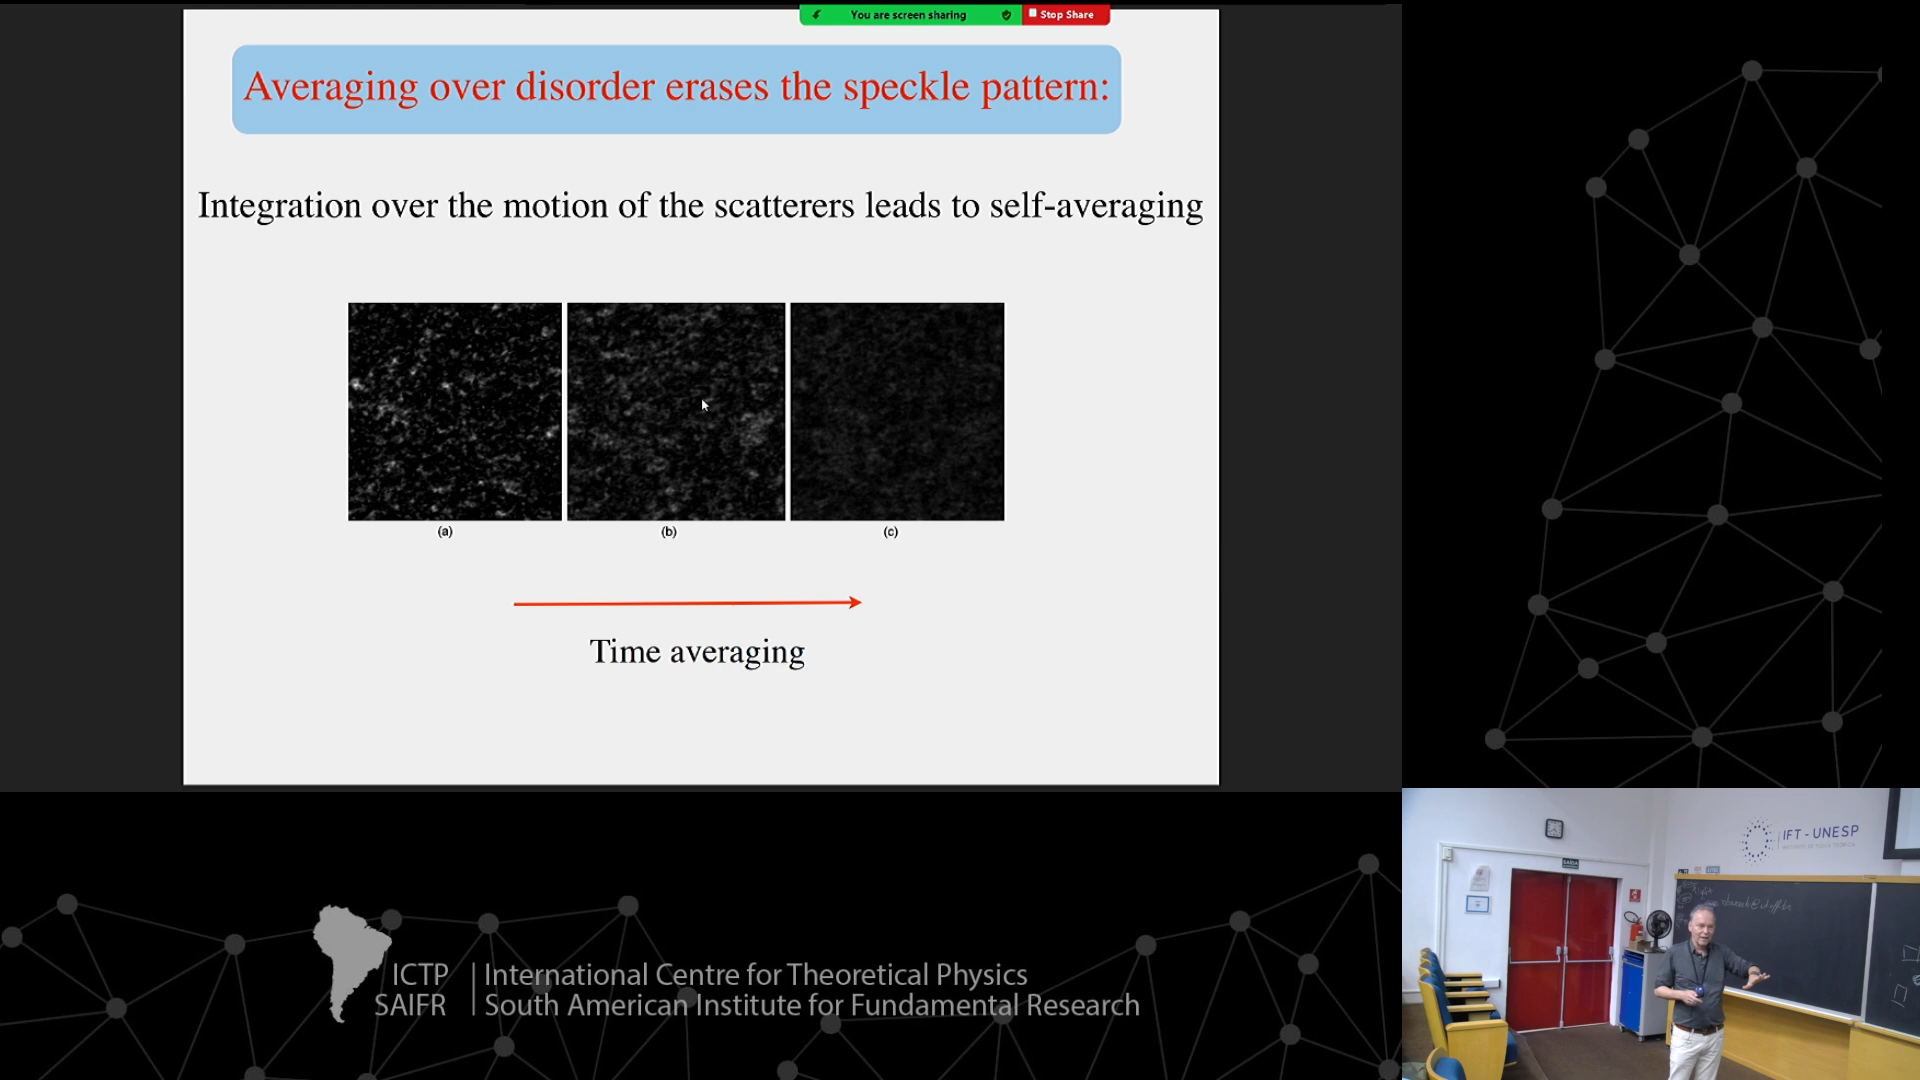 You are screen sharing
Stop Share
Averaging over disorder erases the speckle pattern:
Integration over the motion of the scatterers leads to self-averaging
(a)
(b)
(c)
Time averaging
IFT - UNESP
ICTP | International Centre for Theoretical Physics
SAIFR | South American Institute for Fundamental Research